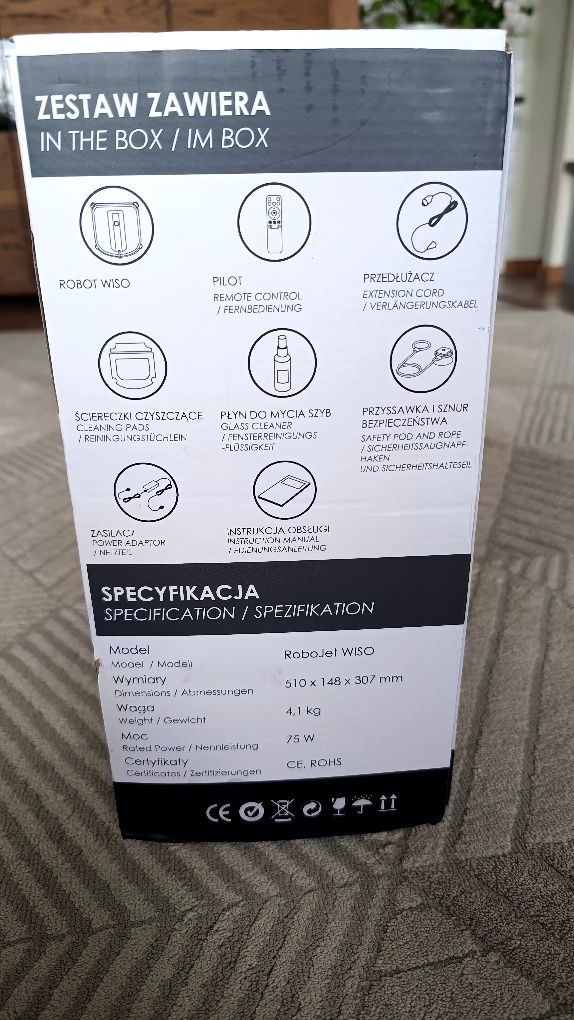 ZESTAW ZAWIERA
IN THE BOX / IM BOX
ROBOT WISO
PILOT
REMOTE CONTROL
/ FERNBEDIENUNG
PRZEDŁUŻACZ
EXTENSION CORD
/ VERLÄNGERUNGSKABEL
ŚCIERECZKI CZYSZCZĄCE
CLEANING PADS
/ REININGUNGSTÜCHLEIN
PŁYN DO MYCIA SZYB
GLASS CLEANER
/ FENSTERREINIGUNGS
-FLÜSSIGKEIT
PRZYSSAWKA I SZNUR
BEZPIECZEŃSTWA
SAFETY POD AND ROPE
/ SICHERHEITSSAUGNAPF-
HAKEN
UND SICHERHEITSHALTESEIL
ZASILACZ
POWER ADAPTOR
/ NETZTEIL
INSTRUKCJA OBSŁUGI
INSTRUCTION MANUAL
/ BEDIENUNGSANLEITUNG
SPECYFIKACJA
SPECIFICATION / SPEZIFIKATION
Model
Model / Modell
RoboJet WISO
Wymiary
Dimensions / Abmessungen
510 x 148 x 307 mm
Waga
Weight / Gewicht
4,1 kg
Moc
Rated Power / Nennleistung
75 W
Certyfikaty
Certificates / Zertifizierungen
CE, ROHS
CE